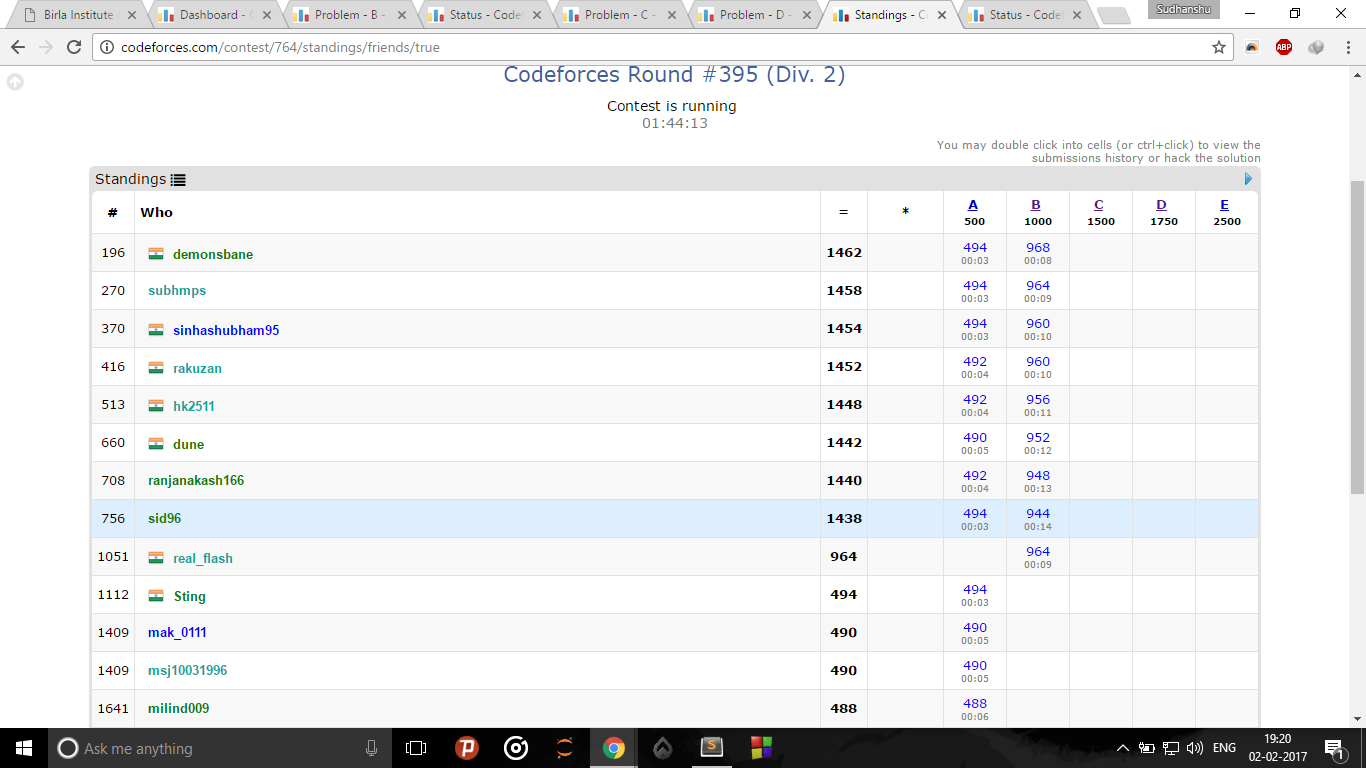 Birla Institute
Dashboard - C
Problem - B -
Status - Codef
Problem - C -
Problem - D -
Standings - Co
Status - Codef
Sudhanshu
codeforces.com/contest/764/standings/friends/true
ABP
Codeforces Round #395 (Div. 2)
Contest is running
01:44:13
You may double click into cells (or ctrl+click) to view the
submissions history or hack the solution
Standings
# Who = * A B C D E
500 1000 1500 1750 2500
196 demonsbane 1462 494 968
00:03 00:08
270 subhmps 1458 494 964
00:03 00:09
370 sinhashubham95 1454 494 960
00:03 00:10
416 rakuzan 1452 492 960
00:04 00:10
513 hk2511 1448 492 956
00:04 00:11
660 dune 1442 490 952
00:05 00:12
708 ranjanakash166 1440 492 948
00:04 00:13
756 sid96 1438 494 944
00:03 00:14
1051 real_flash 964 964
00:09
1112 Sting 494 494
00:03
1409 mak_0111 490 490
00:05
1409 msj10031996 490 490
00:05
1641 milind009 488 488
00:06
Ask me anything
ENG
19:20
02-02-2017
1